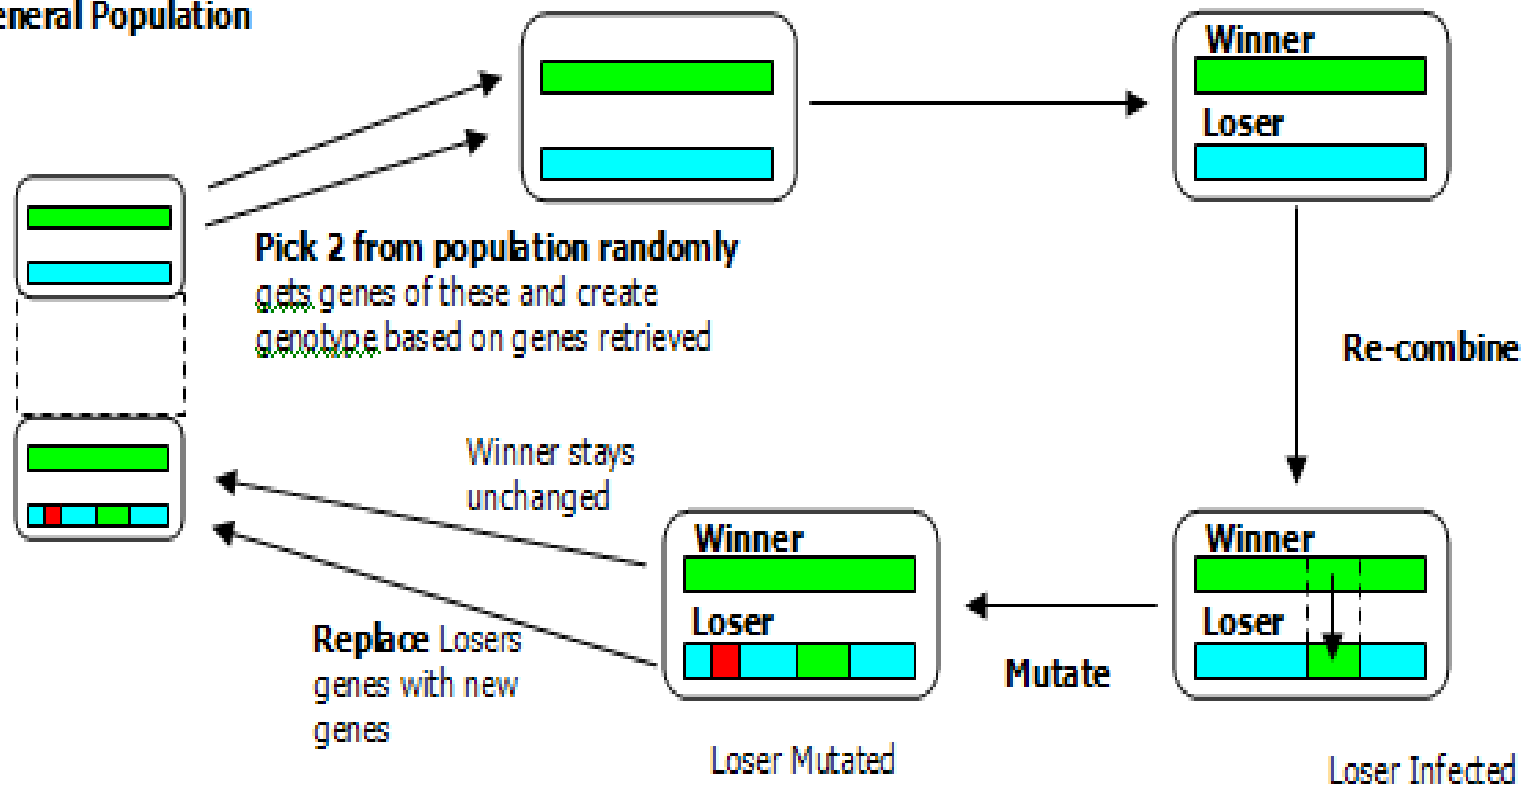 eneral Population
Winner
Loser
Pick 2 from population randomly
gets genes of these and create
genotype based on genes retrieved
Re-combine
Winner stays
unchanged
Winner
Loser
Winner
Loser
Replace Losers
genes with new
genes
Mutate
Loser Mutated
Loser Infected